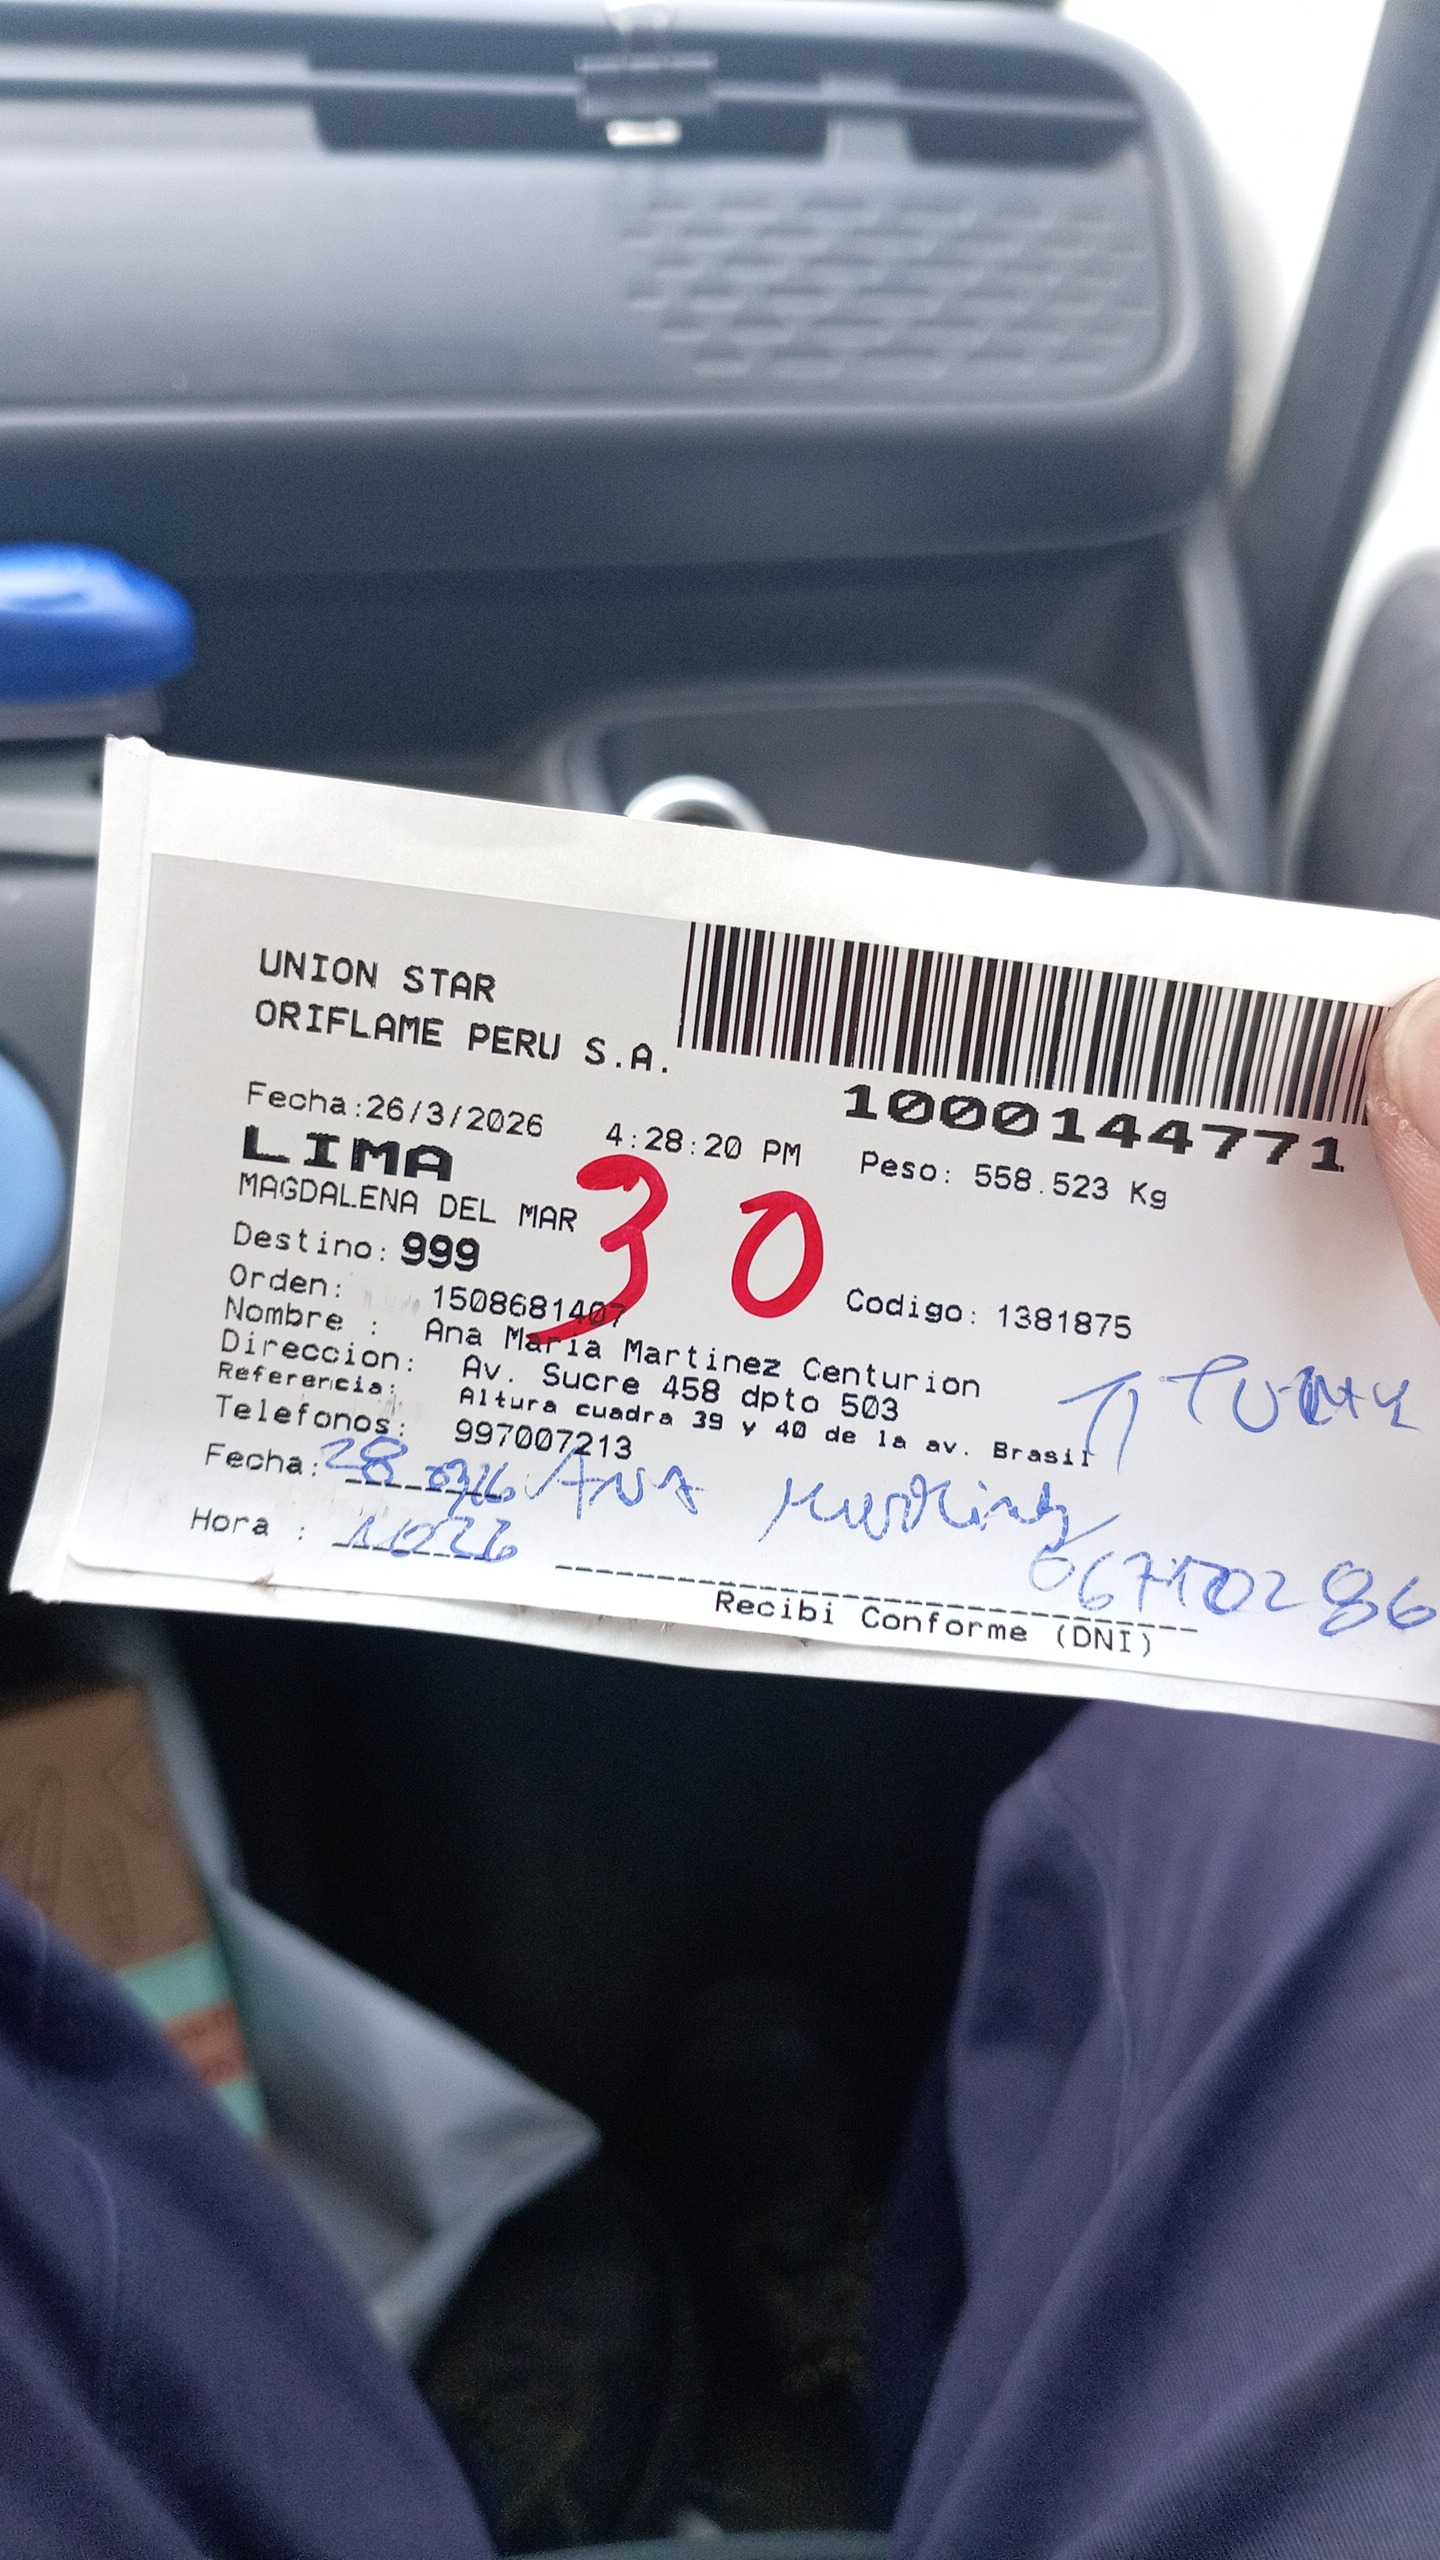 UNION STAR
ORIFLAME PERU S.A.
1000144771
Fecha:26/3/2026 4:28:20 PM Peso: 558.523 Kg
LIMA
MAGDALENA DEL MAR
30
Destino: 999
Orden: 1508681407 Codigo: 1381875
Nombre : Ana Maria Martinez Centurion
Direccion: Av. Sucre 458 dpto 503
Referencia: Altura cuadra 39 y 40 de la av. Brasil
Telefonos: 997007213
Fecha: 28 Ana
Hora :
Recibi Conforme (DNI)